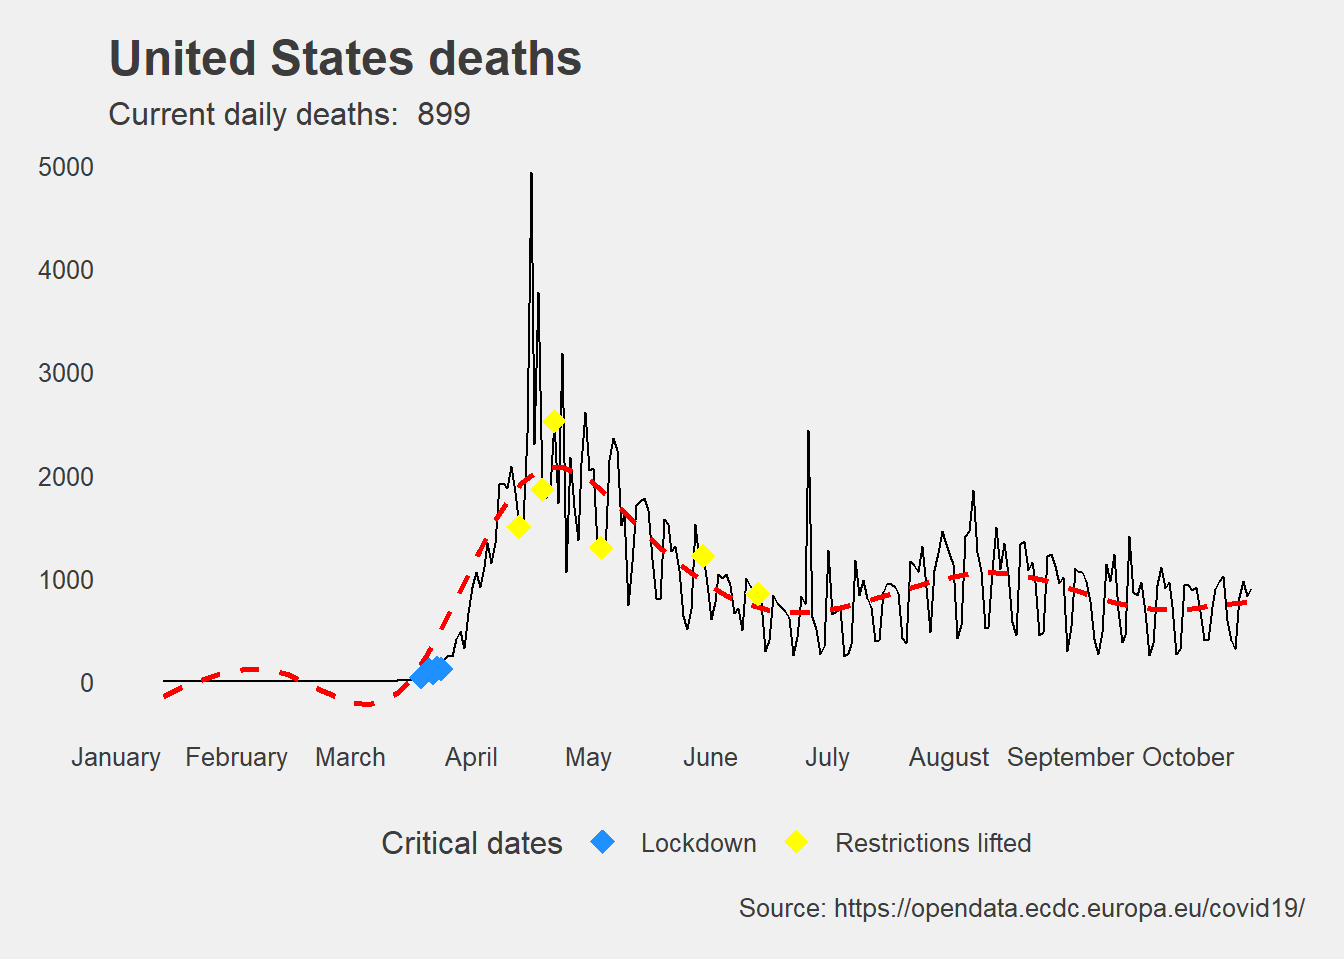 United States deaths
Current daily deaths:  899
5000
4000
3000
2000
1000
0
January February March April May June July August September October
Critical dates Lockdown Restrictions lifted
Source: https://opendata.ecdc.europa.eu/covid19/